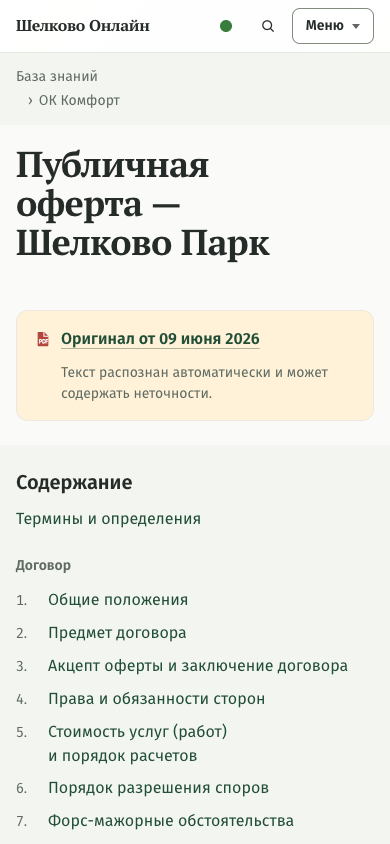 Шелково Онлайн
Меню
База знаний
› ОК Комфорт
Публичная
оферта —
Шелково Парк
PDF
Оригинал от 09 июня 2026
Текст распознан автоматически и может
содержать неточности.
Содержание
Термины и определения
Договор
1. Общие положения
2. Предмет договора
3. Акцепт оферты и заключение договора
4. Права и обязанности сторон
5. Стоимость услуг (работ)
и порядок расчетов
6. Порядок разрешения споров
7. Форс-мажорные обстоятельства